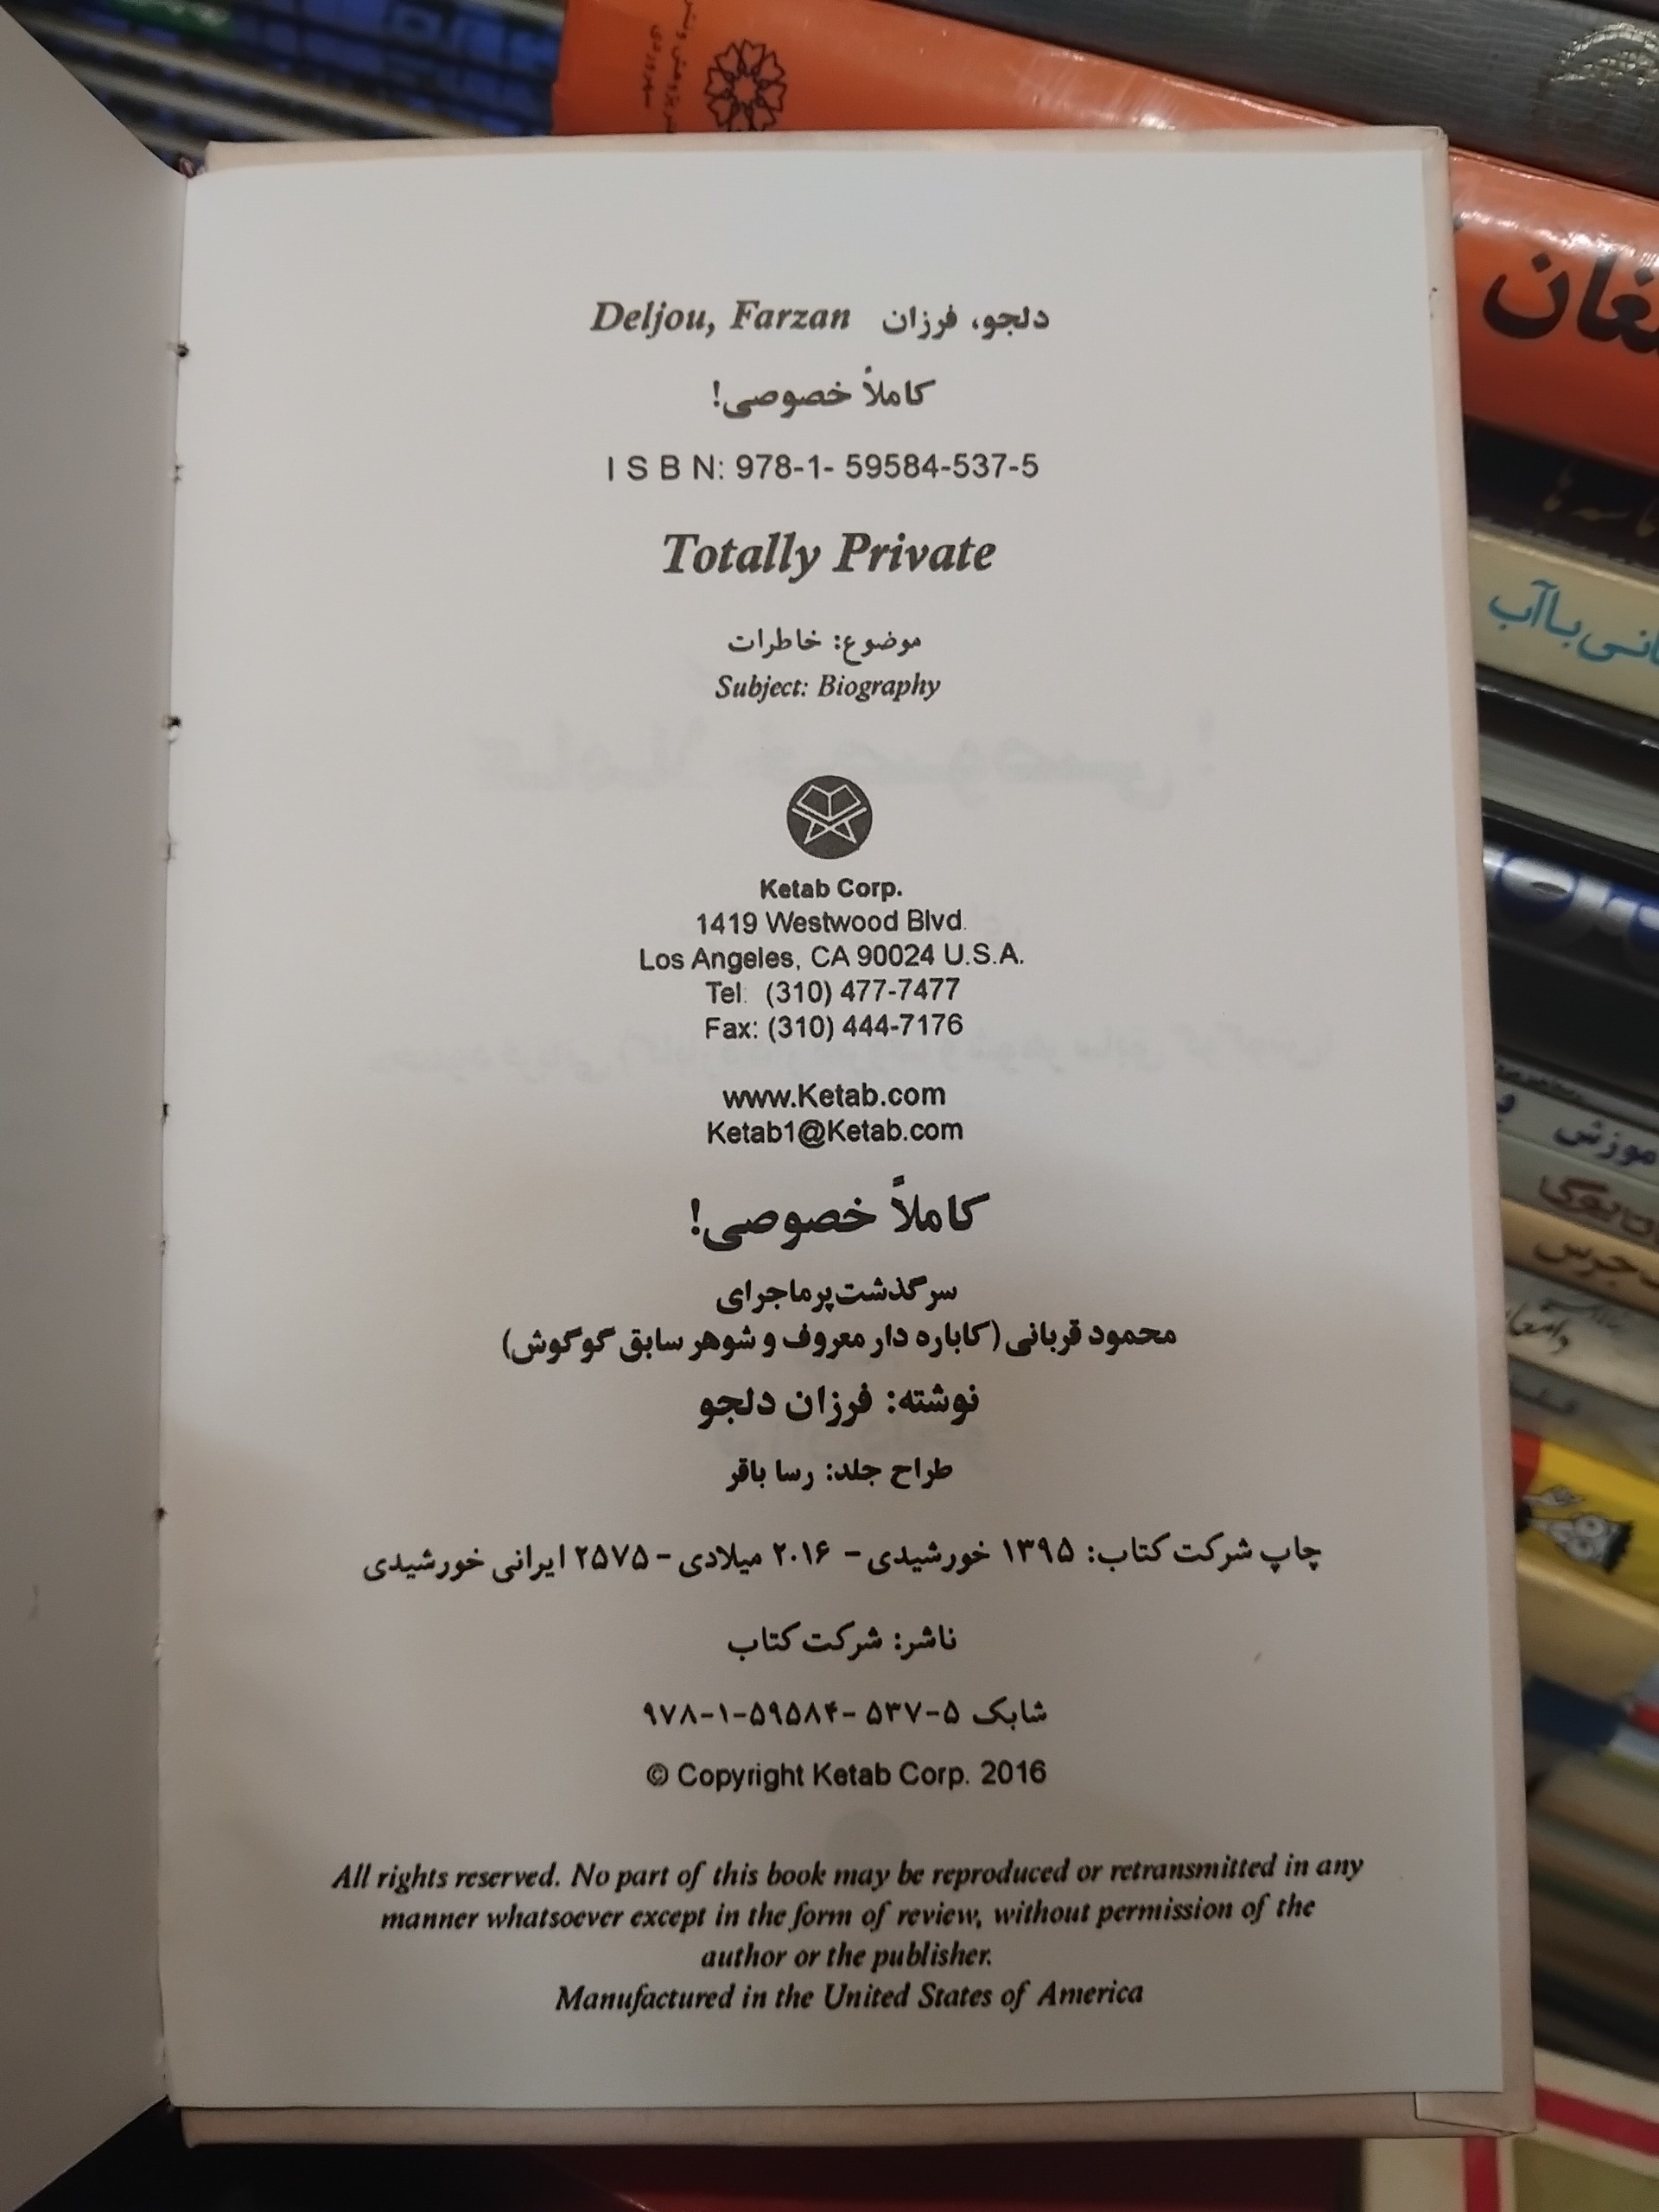 Deljou, Farzan دلجو، فرزان
کاملاً خصوصی!
I S B N: 978-1- 59584-537-5
Totally Private
موضوع: خاطرات
Subject: Biography
Ketab Corp.
1419 Westwood Blvd.
Los Angeles, CA 90024 U.S.A.
Tel: (310) 477-7477
Fax: (310) 444-7176
www.Ketab.com
Ketab1@Ketab.com
کاملاً خصوصی!
سرگذشت پرماجرای
محمود قربانی (کاباره دار معروف و شوهر سابق گوگوش)
نوشته: فرزان دلجو
طراح جلد: رسا باقر
چاپ شرکت کتاب: ۱۳۹۵ خورشیدی - ۲۰۱۶ میلادی - ۲۵۷۵ ایرانی خورشیدی
ناشر: شرکت کتاب
شابک ۵-۵۳۷ -۵۹۵۸۴-۱-۹۷۸
© Copyright Ketab Corp. 2016
All rights reserved. No part of this book may be reproduced or retransmitted in any
manner whatsoever except in the form of review, without permission of the
author or the publisher.
Manufactured in the United States of America
باآب
جرس